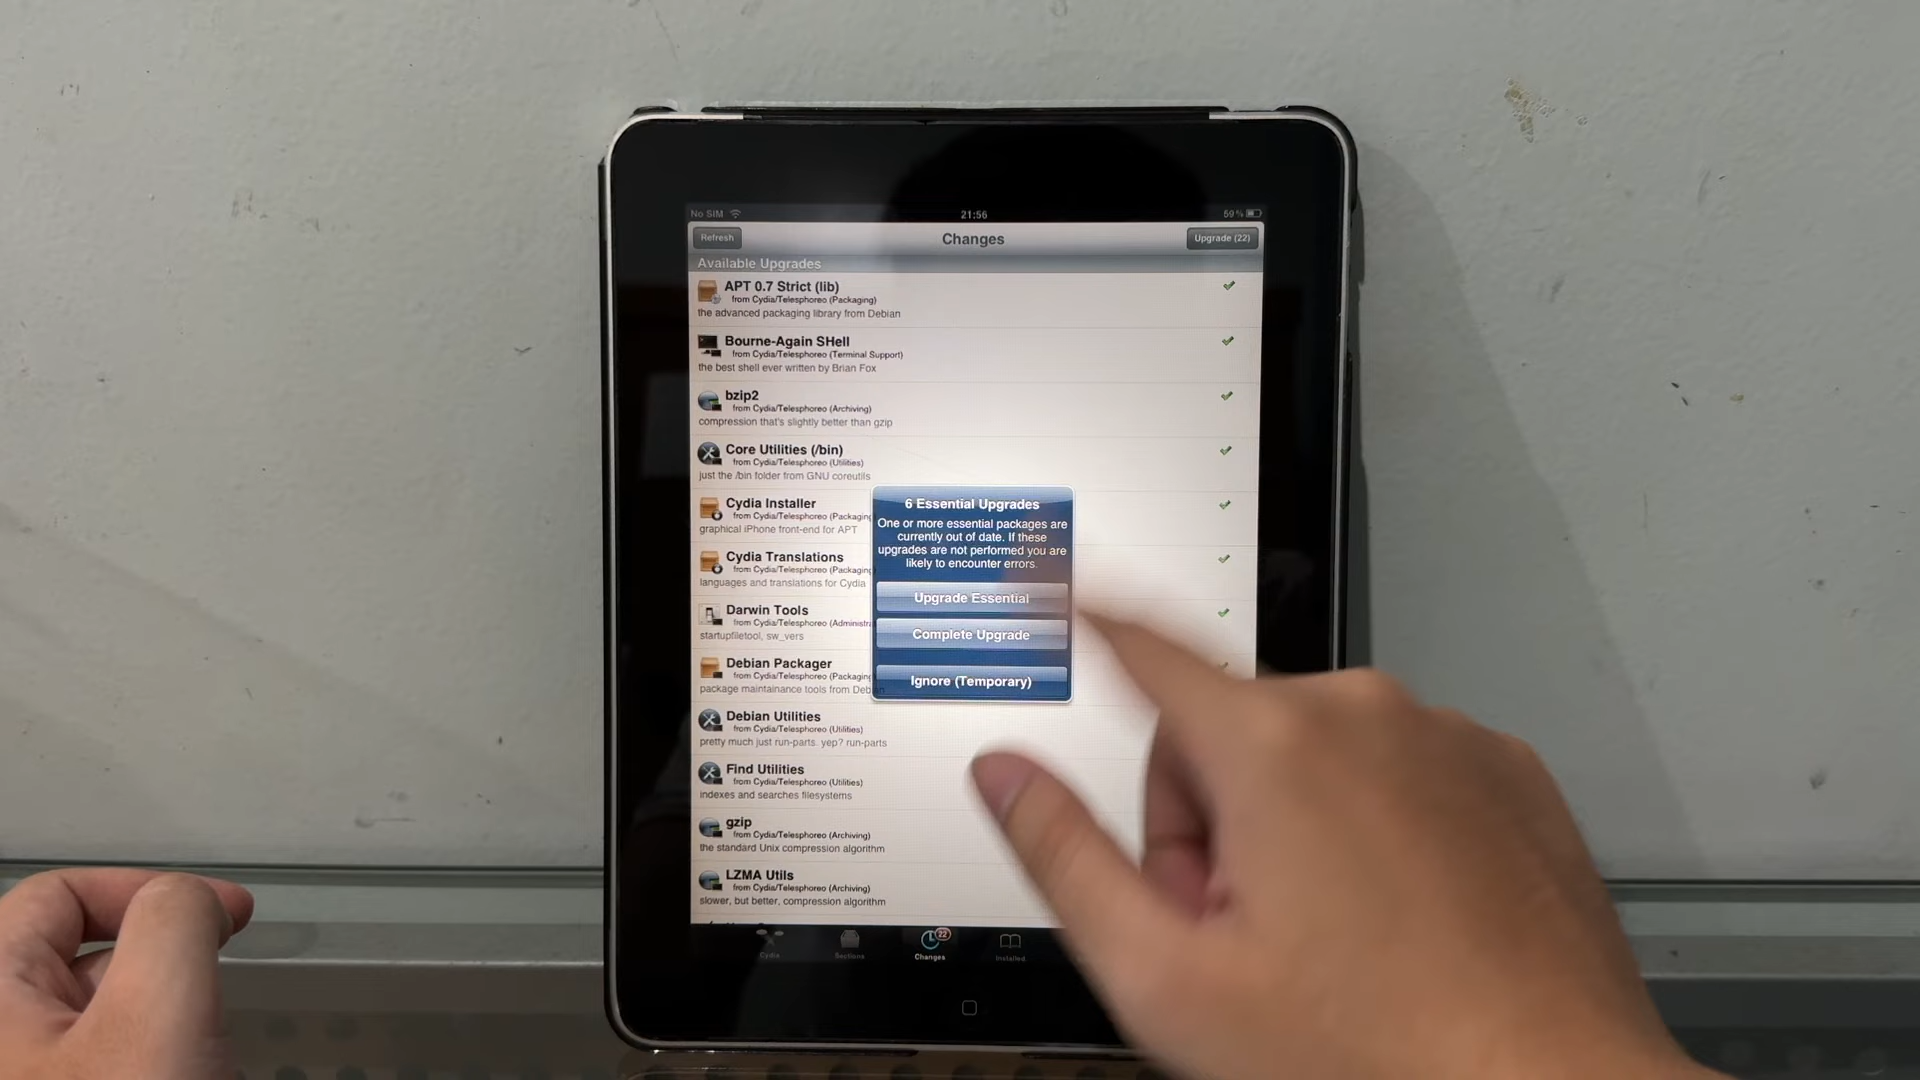 No SIM 21:56 59%
Refresh Changes Upgrade (22)
Available Upgrades
APT 0.7 Strict (lib)
from Cydia/Telesphoreo (Packaging)
the advanced packaging library from Debian
Bourne-Again SHell
from Cydia/Telesphoreo (Terminal Support)
the best shell ever written by Brian Fox
bzip2
from Cydia/Telesphoreo (Archiving)
compression that's slightly better than gzip
Core Utilities (/bin)
from Cydia/Telesphoreo (Utilities)
just the /bin folder from GNU coreutils
Cydia Installer
from Cydia/Telesphoreo (Packaging
graphical iPhone front-end for APT
Cydia Translations
from Cydia/Telesphoreo (Packaging
languages and translations for Cydia
Darwin Tools
from Cydia/Telesphoreo (Administr
startupfiletool, sw_vers
Debian Packager
from Cydia/Telesphoreo (Packaging
package maintainance tools from Deb
Debian Utilities
from Cydia/Telesphoreo (Utilities)
pretty much just run-parts. yep? run-parts
Find Utilities
from Cydia/Telesphoreo (Utilities)
indexes and searches filesystems
gzip
from Cydia/Telesphoreo (Archiving)
the standard Unix compression algorithm
LZMA Utils
from Cydia/Telesphoreo (Archiving)
slower, but better, compression algorithm
6 Essential Upgrades
One or more essential packages are
currently out of date. If these
upgrades are not performed you are
likely to encounter errors.
Upgrade Essential
Complete Upgrade
Ignore (Temporary)
22
Cydia Sections Changes Installed